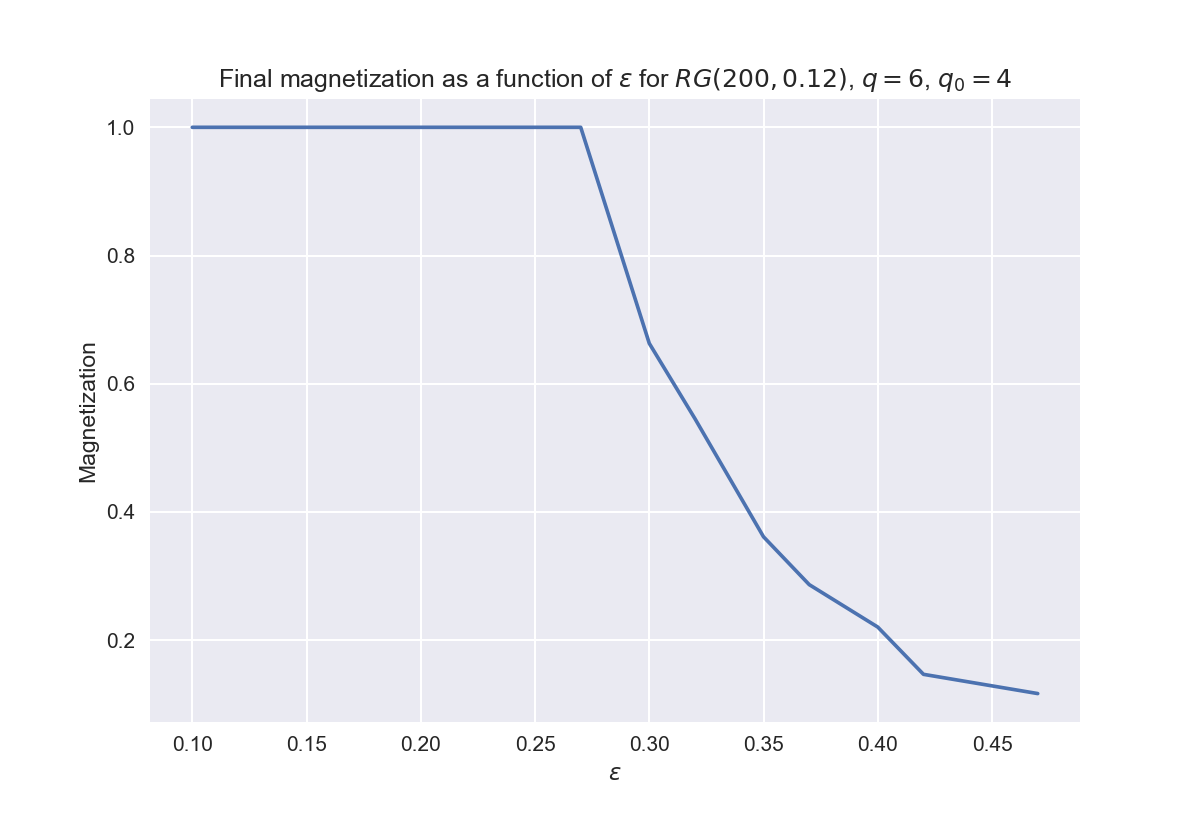 Final magnetization as a function of ε for RG(200, 0.12), q = 6, q₀ = 4
1.0
0.8
0.6
0.4
0.2
Magnetization
0.10 0.15 0.20 0.25 0.30 0.35 0.40 0.45
ε